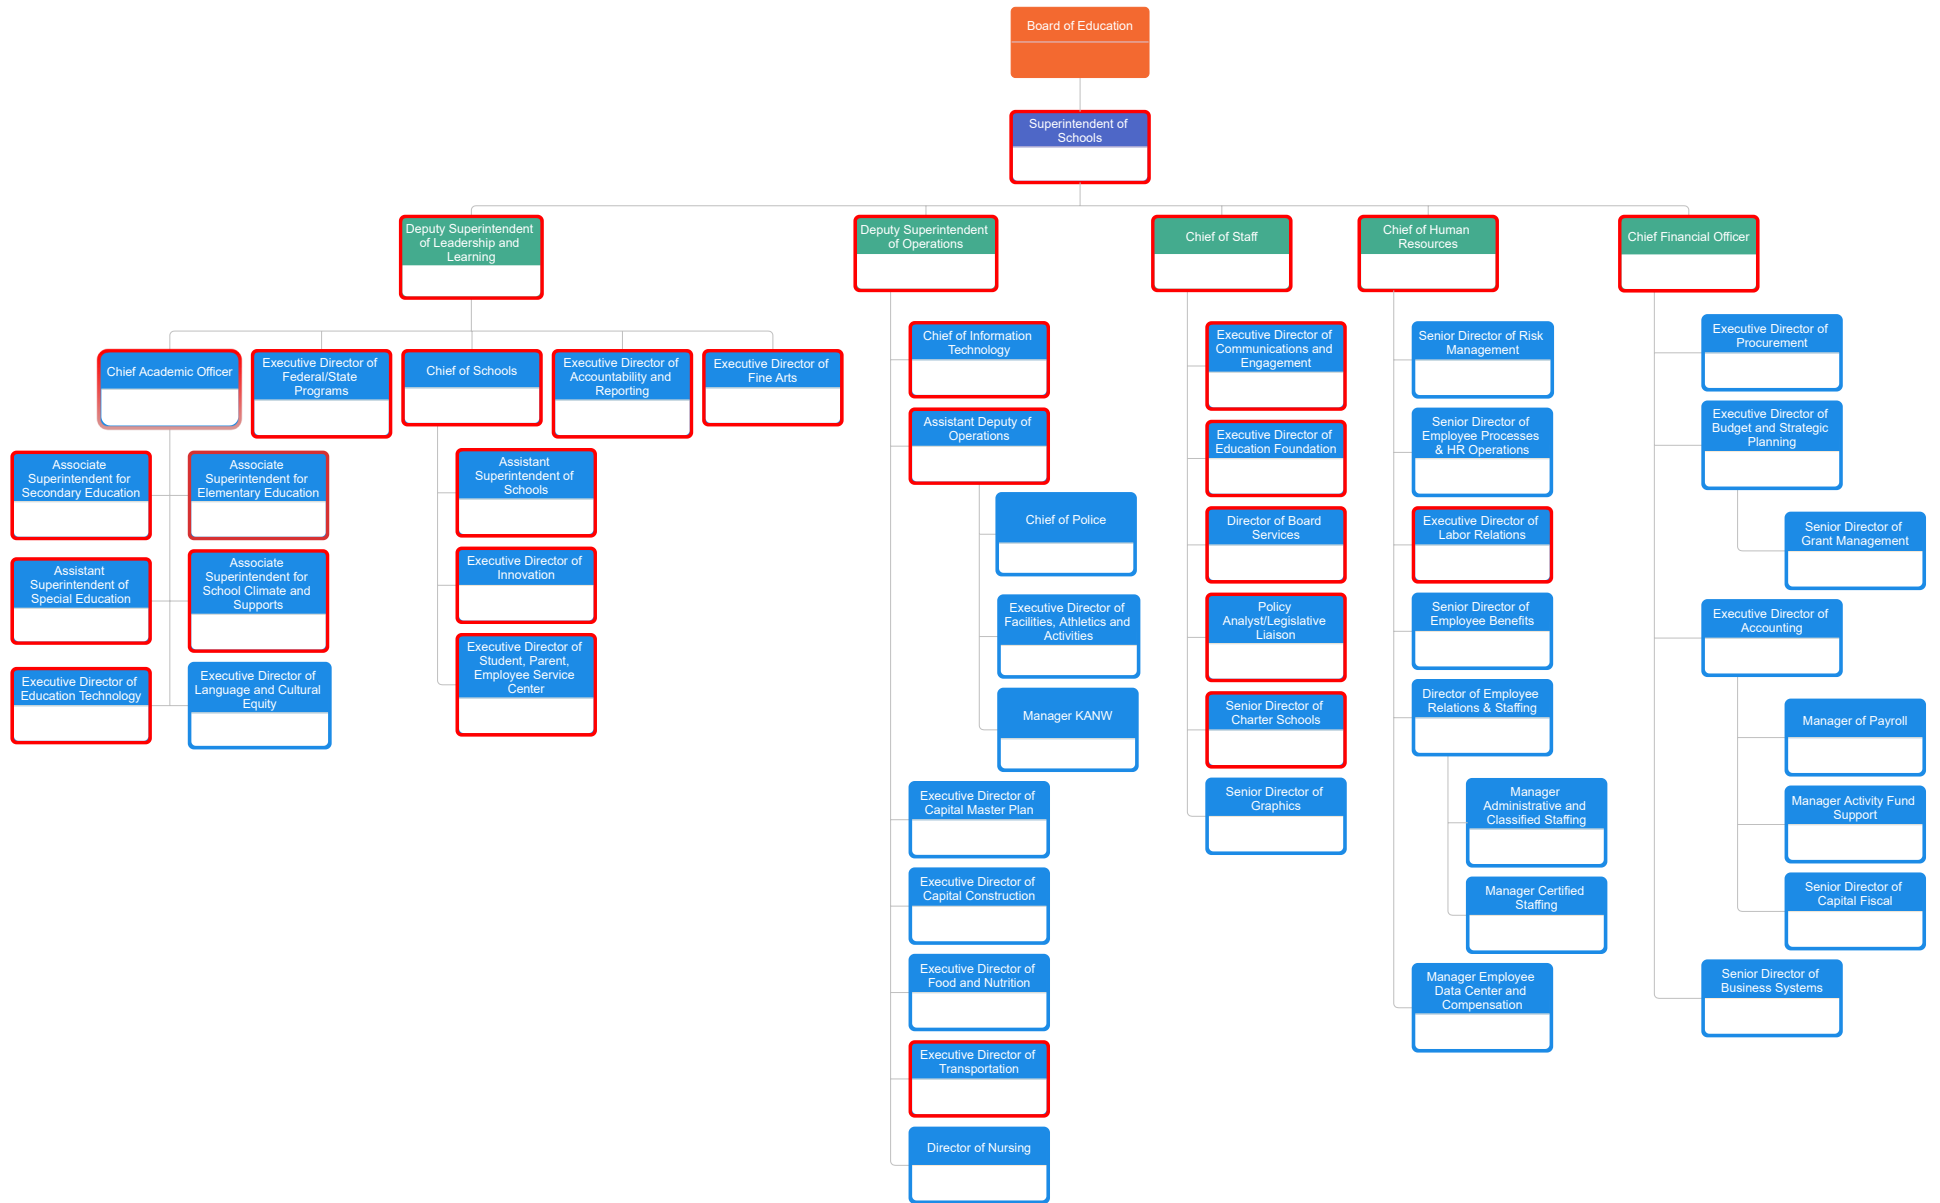 Board of Education
Superintendent of
Schools
Deputy Superintendent
of Leadership and
Learning
Deputy Superintendent
of Operations
Chief of Staff
Chief of Human
Resources
Chief Financial Officer
Chief Academic Officer
Executive Director of
Federal/State
Programs
Chief of Schools
Executive Director of
Accountability and
Reporting
Executive Director of
Fine Arts
Associate
Superintendent for
Secondary Education
Associate
Superintendent for
Elementary Education
Assistant
Superintendent of
Special Education
Associate
Superintendent for
School Climate and
Supports
Executive Director of
Education Technology
Executive Director of
Language and Cultural
Equity
Assistant
Superintendent of
Schools
Executive Director of
Innovation
Executive Director of
Student, Parent,
Employee Service
Center
Chief of Information
Technology
Assistant Deputy of
Operations
Chief of Police
Executive Director of
Facilities, Athletics and
Activities
Manager KANW
Executive Director of
Capital Master Plan
Executive Director of
Capital Construction
Executive Director of
Food and Nutrition
Executive Director of
Transportation
Director of Nursing
Executive Director of
Communications and
Engagement
Executive Director of
Education Foundation
Director of Board
Services
Policy
Analyst/Legislative
Liaison
Senior Director of
Charter Schools
Senior Director of
Graphics
Senior Director of Risk
Management
Senior Director of
Employee Processes
& HR Operations
Executive Director of
Labor Relations
Senior Director of
Employee Benefits
Director of Employee
Relations & Staffing
Manager
Administrative and
Classified Staffing
Manager Certified
Staffing
Manager Employee
Data Center and
Compensation
Executive Director of
Procurement
Executive Director of
Budget and Strategic
Planning
Senior Director of
Grant Management
Executive Director of
Accounting
Manager of Payroll
Manager Activity Fund
Support
Senior Director of
Capital Fiscal
Senior Director of
Business Systems